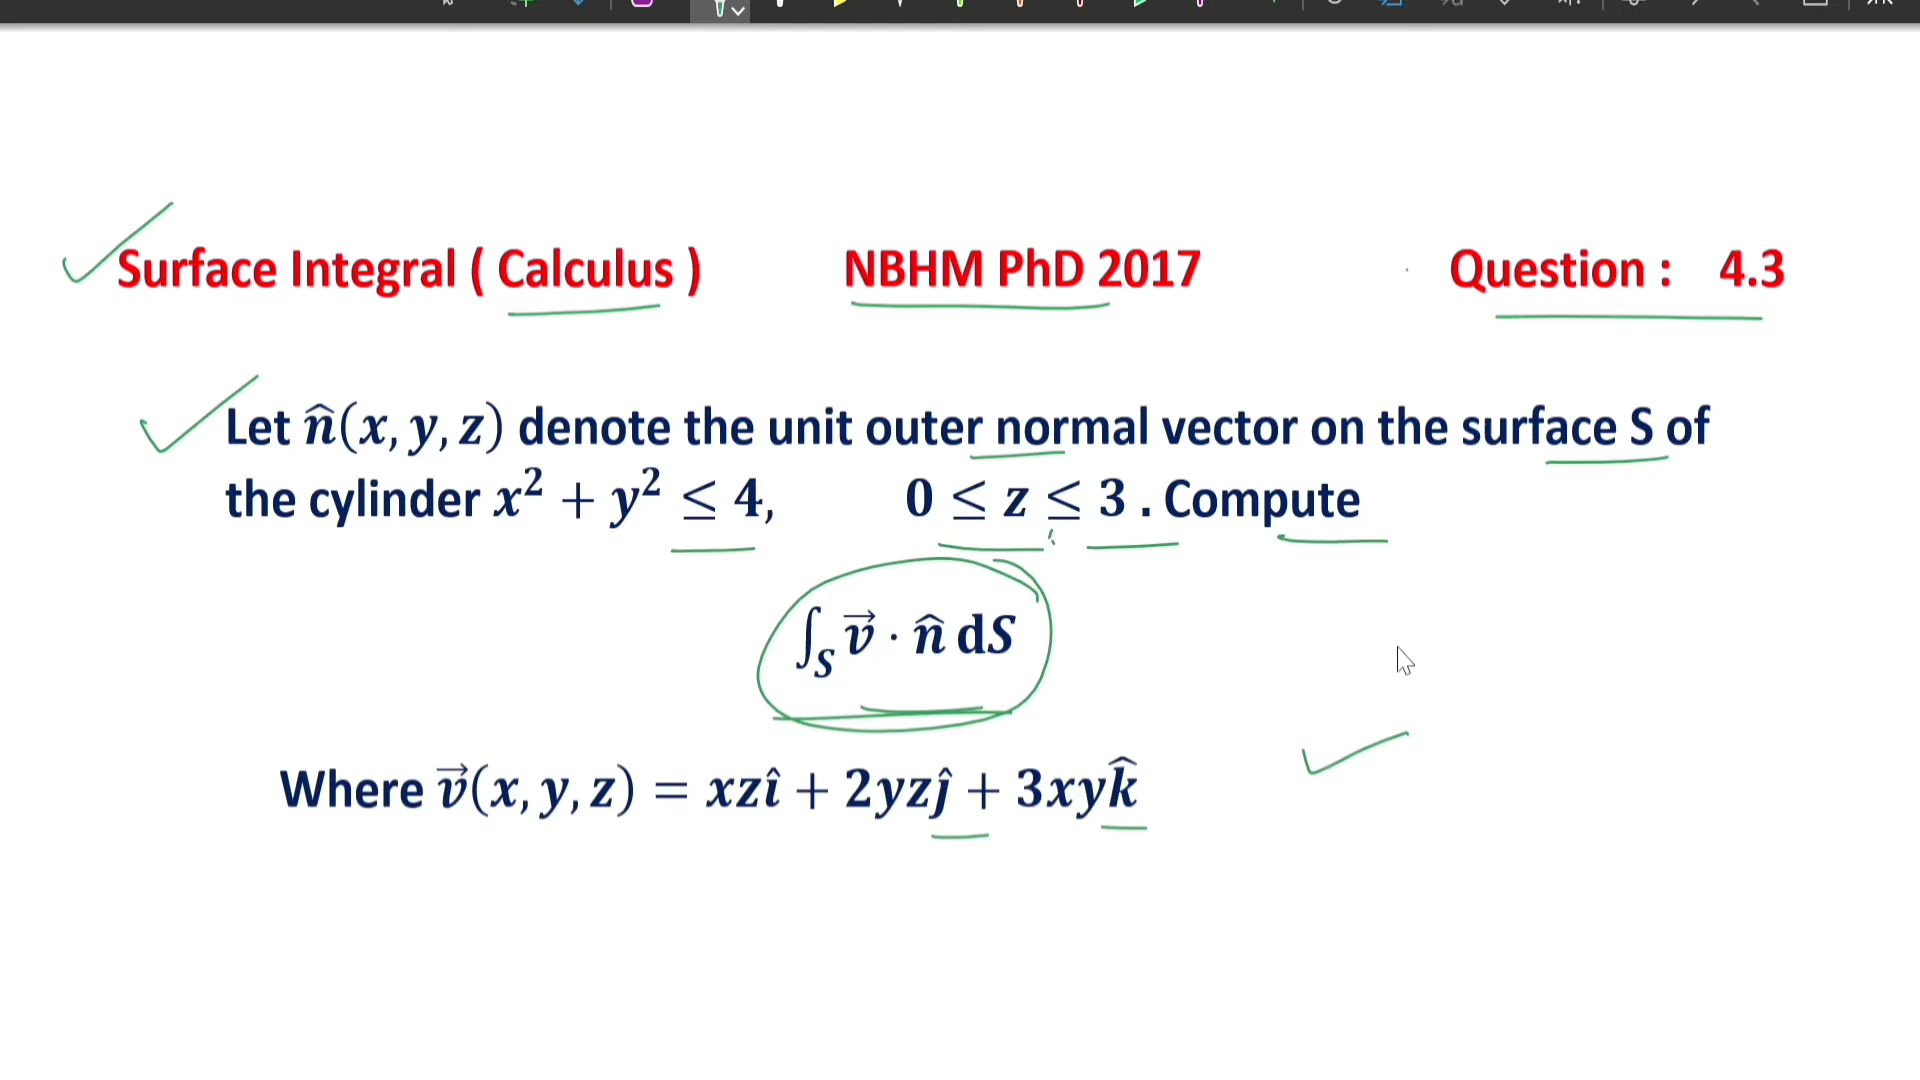 Surface Integral ( Calculus ) NBHM PhD 2017 Question : 4.3
Let n̂(x, y, z) denote the unit outer normal vector on the surface S of
the cylinder x² + y² ≤ 4, 0 ≤ z ≤ 3 . Compute
∫_S v⃗ · n̂ dS
Where v⃗(x, y, z) = xzî + 2yzĵ + 3xyk̂